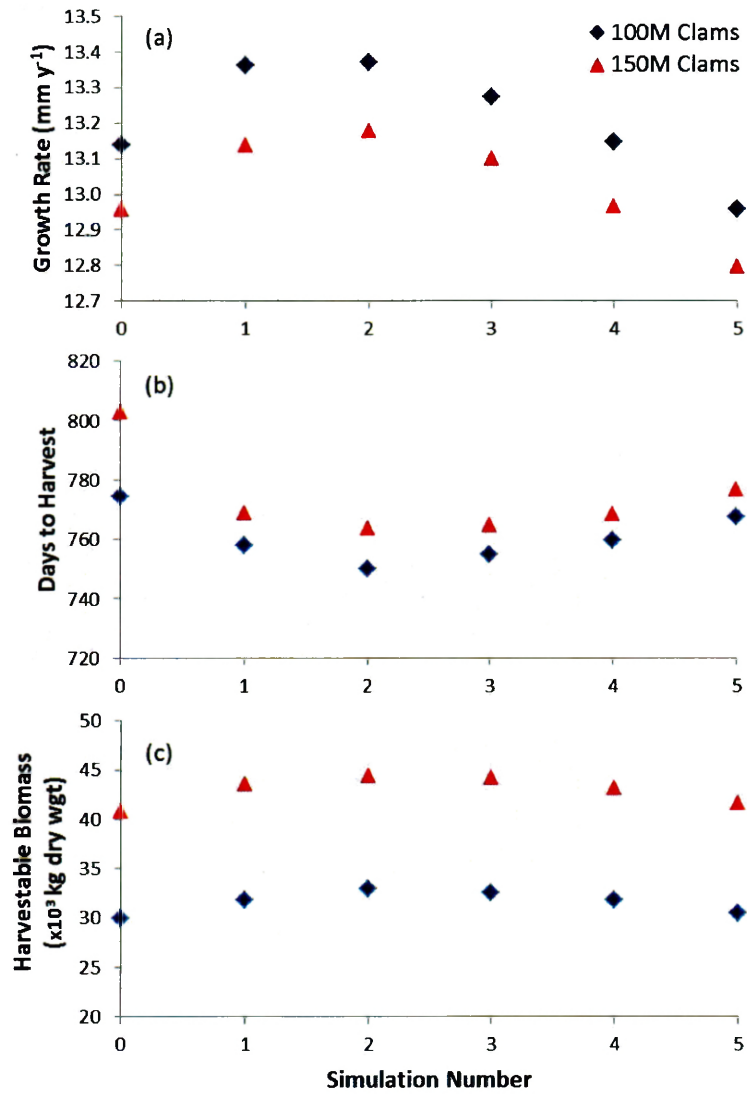 (a)
100M Clams
150M Clams
Growth Rate (mm y⁻¹)
13.5
13.4
13.3
13.2
13.1
13.0
12.9
12.8
12.7
0 1 2 3 4 5
(b)
Days to Harvest
820
800
780
760
740
720
0 1 2 3 4 5
(c)
Harvestable Biomass
(x10³ kg dry wgt)
50
45
40
35
30
25
20
0 1 2 3 4 5
Simulation Number